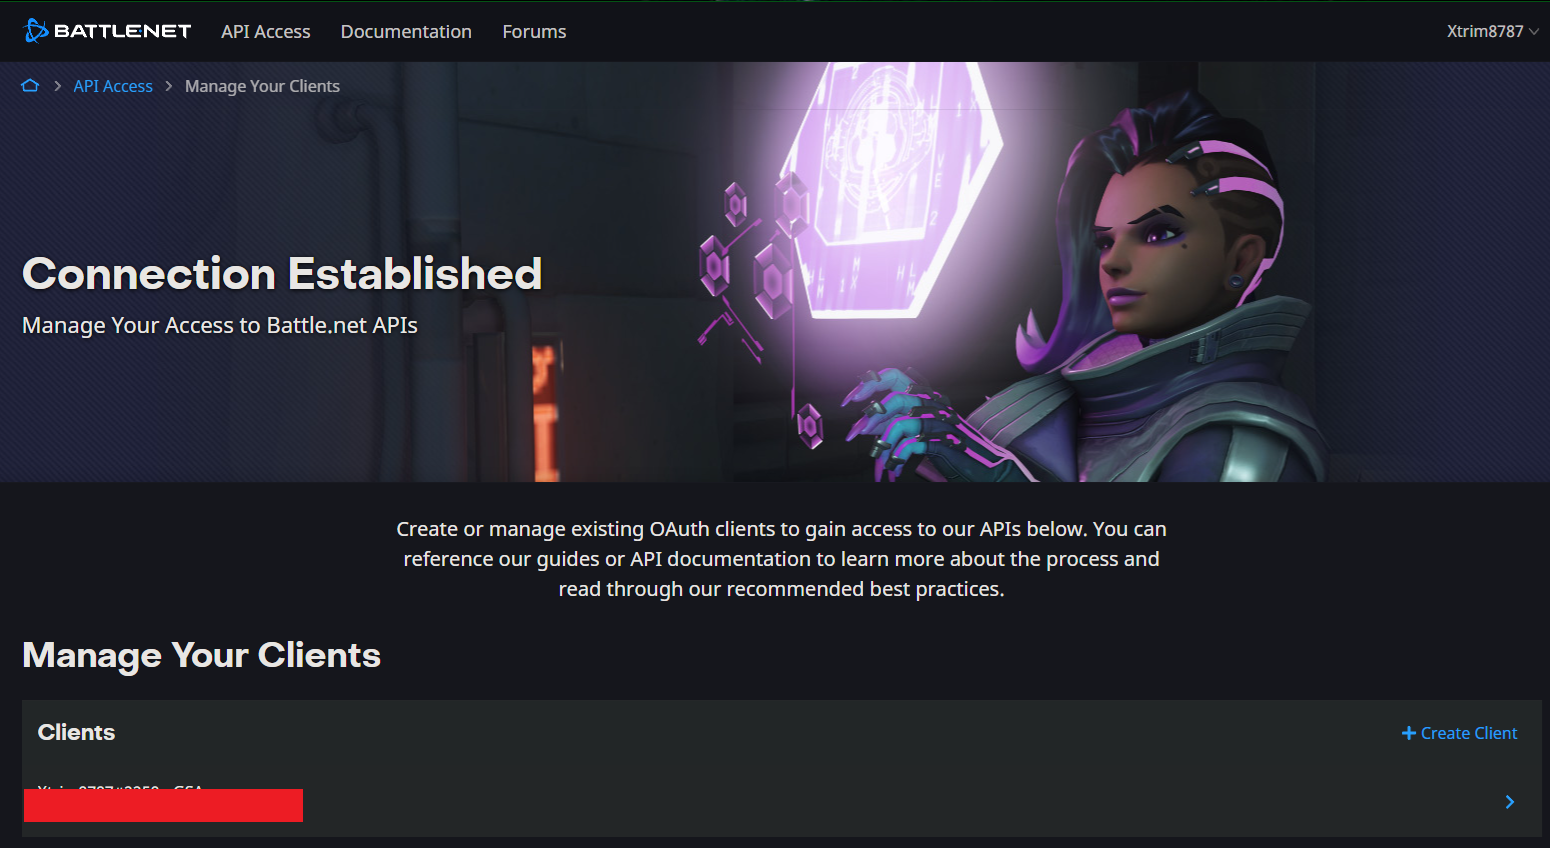 BATTLE.NET API Access Documentation Forums Xtrim8787
API Access Manage Your Clients
Connection Established
Manage Your Access to Battle.net APIs
Create or manage existing OAuth clients to gain access to our APIs below. You can
reference our guides or API documentation to learn more about the process and
read through our recommended best practices.
Manage Your Clients
Clients
Create Client